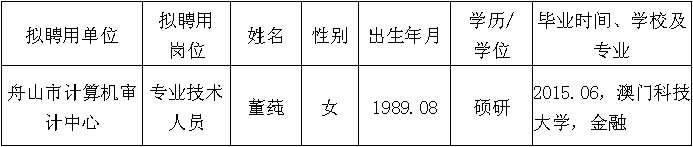 拟聘用单位 拟聘用岗位 姓名 性别 出生年月 学历/学位 毕业时间、学校及专业
舟山市计算机审计中心 专业技术人员 董莼 女 1989.08 硕研 2015.06，澳门科技大学，金融